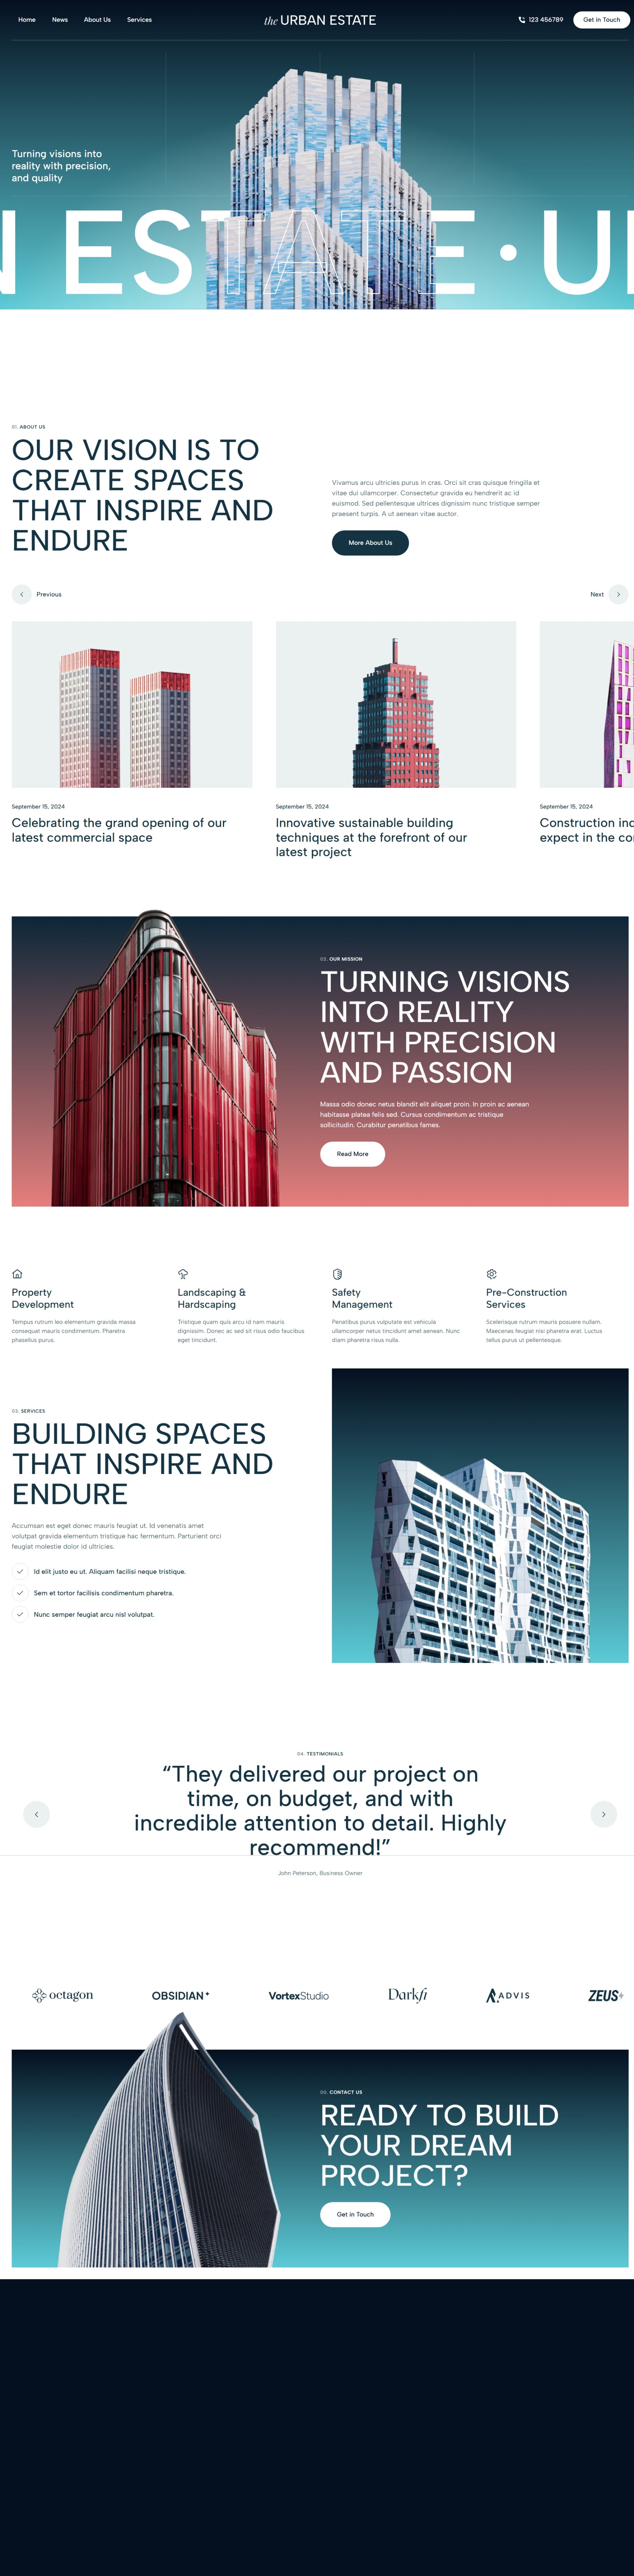 Home
News
About Us
Services
the URBAN ESTATE
123 456789
Get in Touch
Turning visions into
reality with precision,
and quality
N ESTATE·U
01. ABOUT US
OUR VISION IS TO
CREATE SPACES
THAT INSPIRE AND
ENDURE
Vivamus arcu ultricies purus in cras. Orci sit cras quisque fringilla et
vitae dui ullamcorper. Consectetur gravida eu hendrerit ac id
euismod. Sed pellentesque ultrices dignissim nunc tristique semper
praesent turpis. A ut aenean vitae auctor.
More About Us
Previous
Next
September 15, 2024
Celebrating the grand opening of our
latest commercial space
September 15, 2024
Innovative sustainable building
techniques at the forefront of our
latest project
September 15, 2024
Construction ind
expect in the co
02. OUR MISSION
TURNING VISIONS
INTO REALITY
WITH PRECISION
AND PASSION
Massa odio donec netus blandit elit aliquet proin. In proin ac aenean
habitasse platea felis sed. Cursus condimentum ac tristique
sollicitudin. Curabitur penatibus fames.
Read More
Property
Development
Tempus rutrum leo elementum gravida massa
consequat mauris condimentum. Pharetra
phasellus purus.
Landscaping &
Hardscaping
Tristique quam quis arcu id nam mauris
dignissim. Donec ac sed sit risus odio faucibus
eget tincidunt.
Safety
Management
Penatibus purus vulputate est vehicula
ullamcorper netus tincidunt amet aenean. Nunc
diam pharetra risus nulla.
Pre-Construction
Services
Scelerisque rutrum mauris posuere nullam.
Maecenas feugiat nisi pharetra erat. Luctus
tellus purus ut pellentesque.
03. SERVICES
BUILDING SPACES
THAT INSPIRE AND
ENDURE
Accumsan est eget donec mauris feugiat ut. Id venenatis amet
volutpat gravida elementum tristique hac fermentum. Parturient orci
feugiat molestie dolor id ultricies.
Id elit justo eu ut. Aliquam facilisi neque tristique.
Sem et tortor facilisis condimentum pharetra.
Nunc semper feugiat arcu nisl volutpat.
04. TESTIMONIALS
“They delivered our project on
time, on budget, and with
incredible attention to detail. Highly
recommend!”
John Peterson, Business Owner
octagon
OBSIDIAN
VortexStudio
Darkfi
ADVIS
ZEUS
00. CONTACT US
READY TO BUILD
YOUR DREAM
PROJECT?
Get in Touch